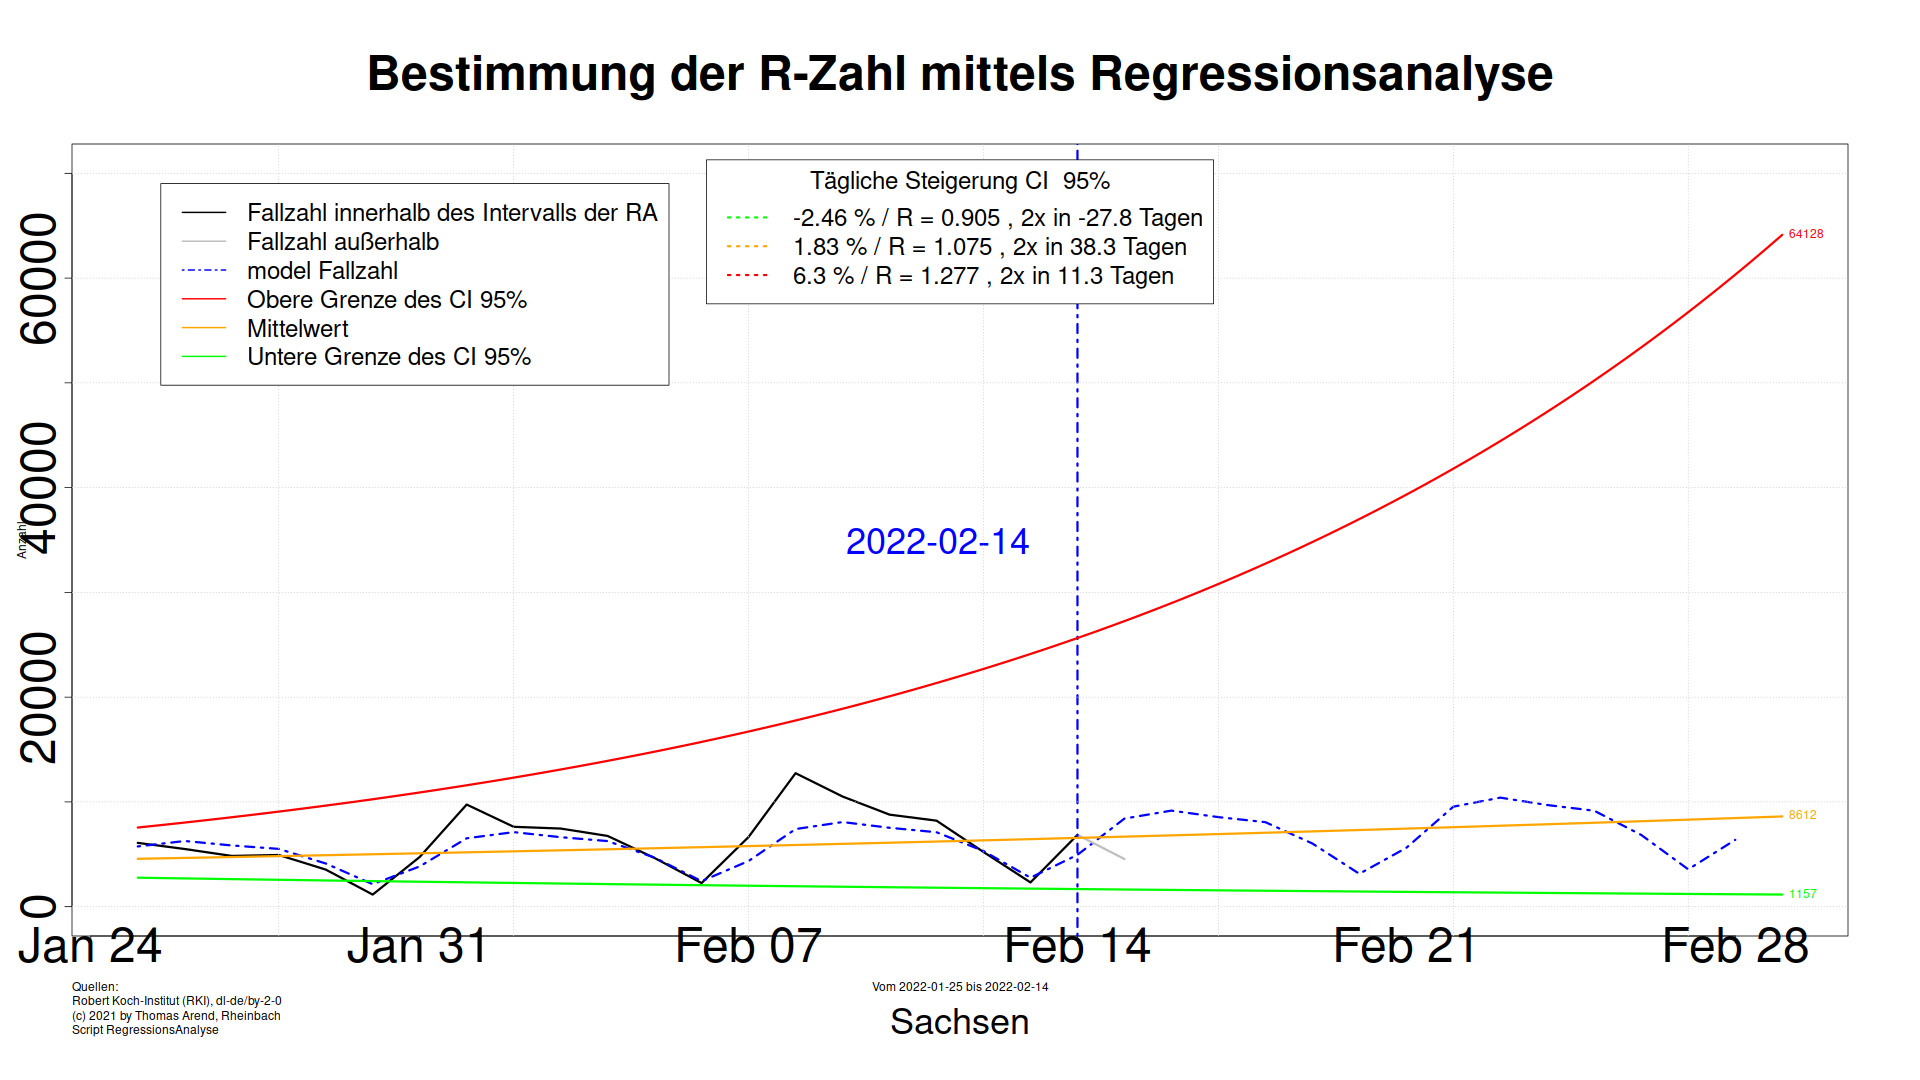 Bestimmung der R-Zahl mittels Regressionsanalyse
Fallzahl innerhalb des Intervalls der RA
Fallzahl außerhalb
model Fallzahl
Obere Grenze des CI 95%
Mittelwert
Untere Grenze des CI 95%
Tägliche Steigerung CI 95%
-2.46 % / R = 0.905 , 2x in -27.8 Tagen
1.83 % / R = 1.075 , 2x in 38.3 Tagen
6.3 % / R = 1.277 , 2x in 11.3 Tagen
64128
60000
40000
20000
0
Anzahl
2022-02-14
8612
1157
Jan 24
Jan 31
Feb 07
Feb 14
Feb 21
Feb 28
Quellen:
Robert Koch-Institut (RKI), dl-de/by-2-0
(c) 2021 by Thomas Arend, Rheinbach
Script RegressionsAnalyse
Vom 2022-01-25 bis 2022-02-14
Sachsen